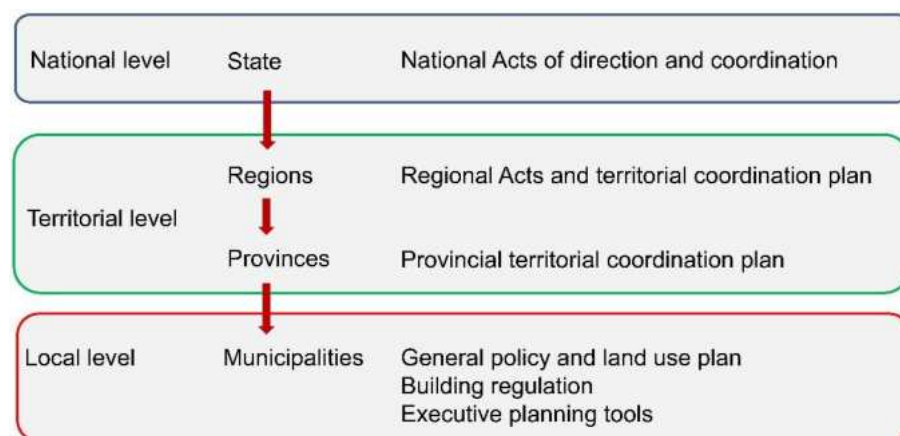 National level State National Acts of direction and coordination
Regions Regional Acts and territorial coordination plan
Territorial level
Provinces Provincial territorial coordination plan
Local level Municipalities General policy and land use plan
Building regulation
Executive planning tools